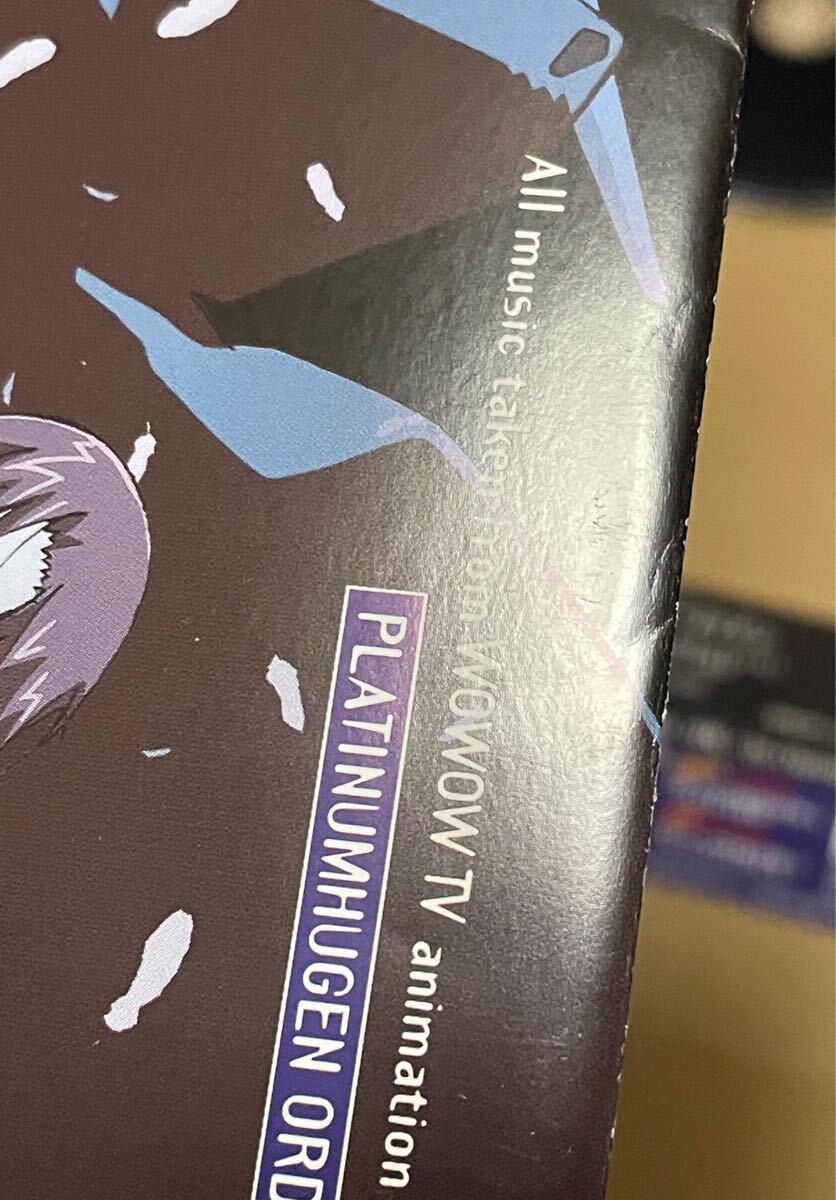 All music taken from WOWOW TV animation
PLATINUMHUGEN ORD